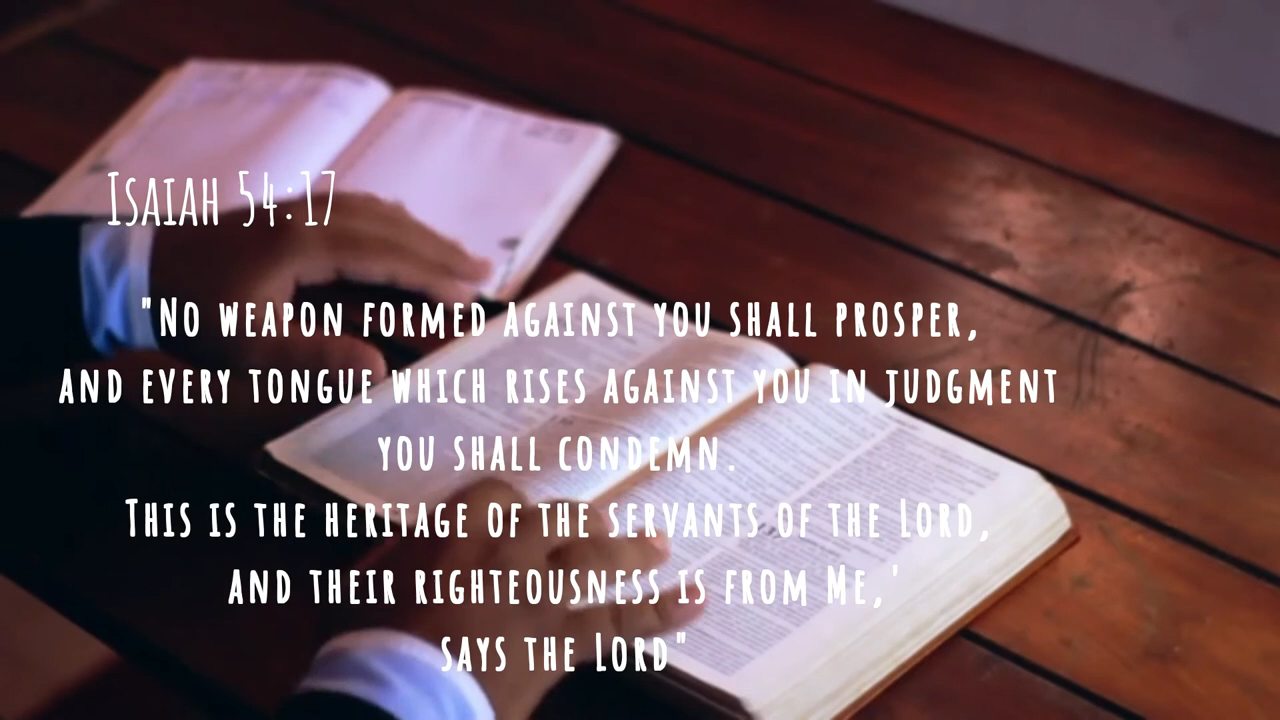 Isaiah 54:17
"No weapon formed against you shall prosper,
and every tongue which rises against you in judgment
you shall condemn.
This is the heritage of the servants of the Lord,
and their righteousness is from Me,'
says the Lord"